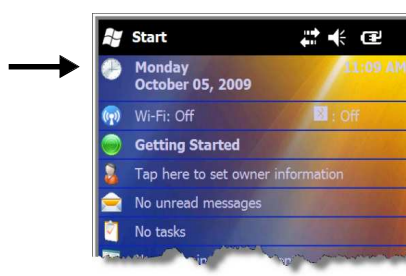 Start
Monday 11:09 AM
October 05, 2009
Wi-Fi: Off : Off
Getting Started
Tap here to set owner information
No unread messages
No tasks